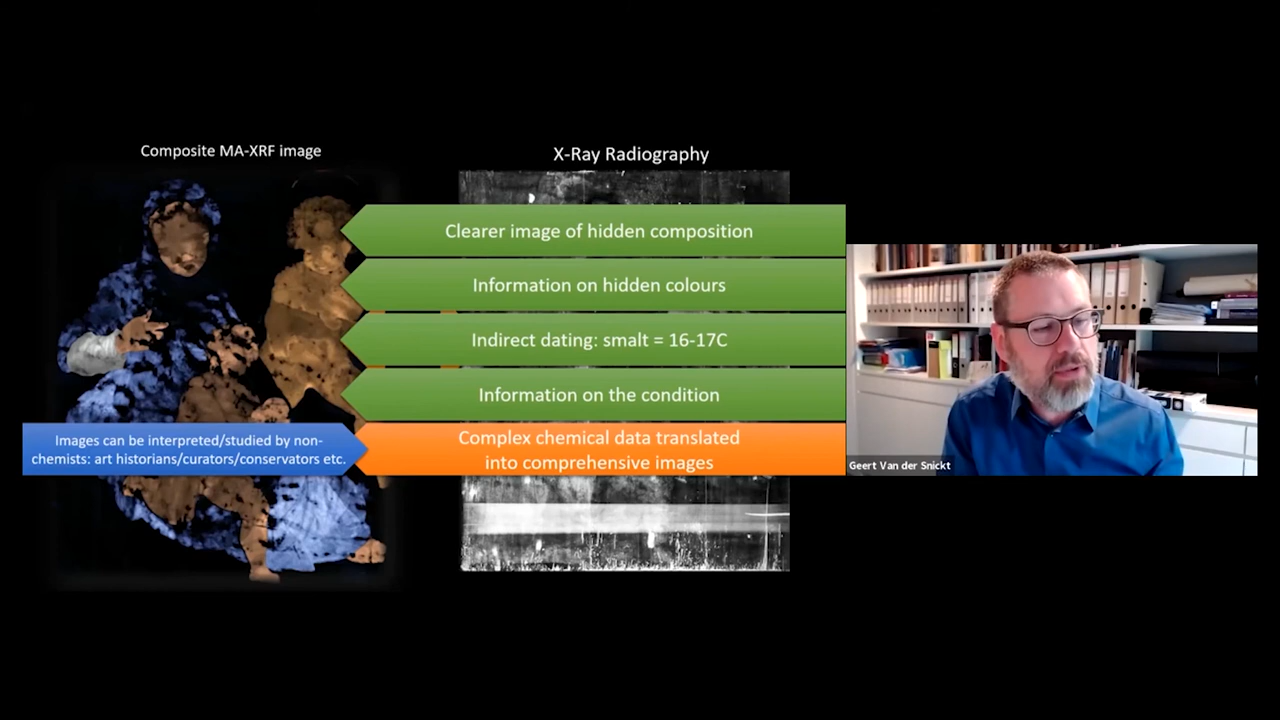 Composite MA-XRF image
X-Ray Radiography
Clearer image of hidden composition
Information on hidden colours
Indirect dating: smalt = 16-17C
Information on the condition
Complex chemical data translated
into comprehensive images
Images can be interpreted/studied by non-
chemists: art historians/curators/conservators etc.
Geert Van der Snickt